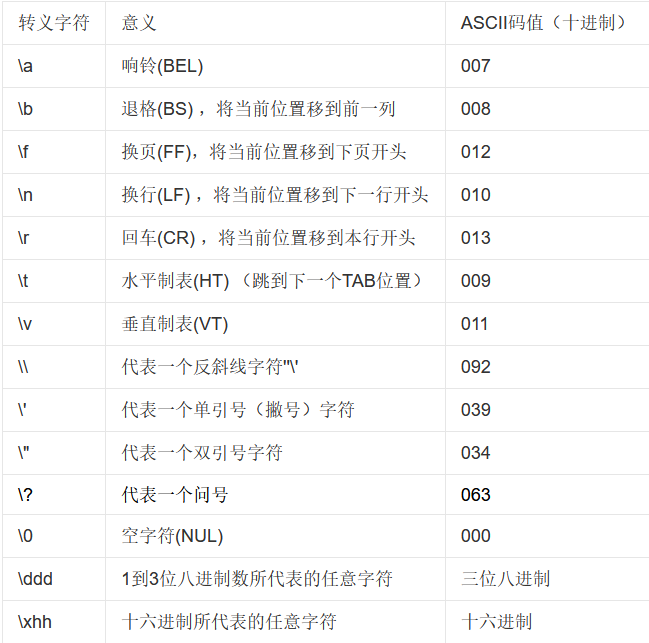 转义字符 意义 ASCII码值（十进制）
\a 响铃(BEL) 007
\b 退格(BS) ，将当前位置移到前一列 008
\f 换页(FF)，将当前位置移到下页开头 012
\n 换行(LF) ，将当前位置移到下一行开头 010
\r 回车(CR) ，将当前位置移到本行开头 013
\t 水平制表(HT) （跳到下一个TAB位置） 009
\v 垂直制表(VT) 011
\\ 代表一个反斜线字符''\' 092
\' 代表一个单引号（撇号）字符 039
\" 代表一个双引号字符 034
\? 代表一个问号 063
\0 空字符(NUL) 000
\ddd 1到3位八进制数所代表的任意字符 三位八进制
\xhh 十六进制所代表的任意字符 十六进制